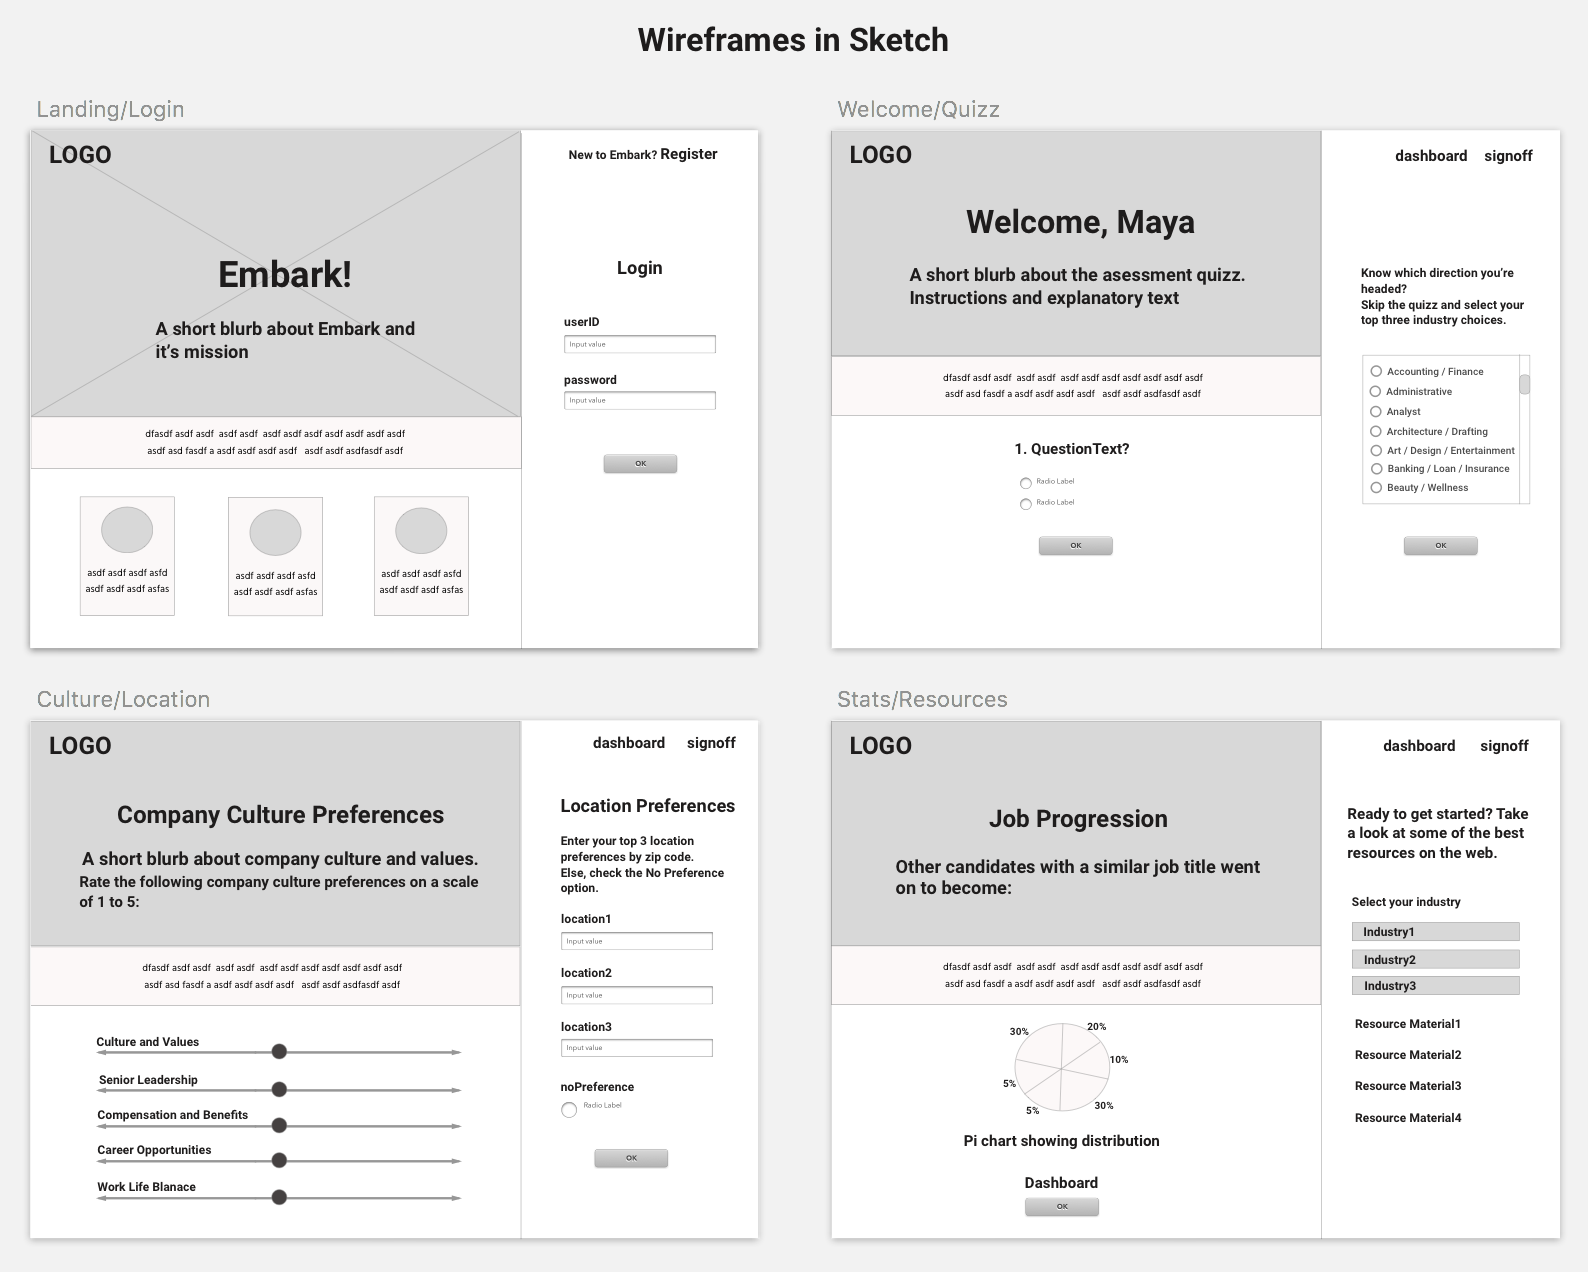 Wireframes in Sketch
Landing/Login
LOGO
Embark!
A short blurb about Embark and
it's mission
dfasdf asdf asdf  asdf asdf  asdf asdf asdf asdf asdf asdf asdf
asdf asd fasdf a asdf asdf asdf asdf   asdf asdf asdfasdf asdf
asdf asdf asdf asfd
asdf asdf asdf asfas
asdf asdf asdf asfd
asdf asdf asdf asfas
asdf asdf asdf asfd
asdf asdf asdf asfas
New to Embark? Register
Login
userID
Input value
password
Input value
OK
Welcome/Quizz
LOGO
Welcome, Maya
A short blurb about the asessment quizz.
Instructions and explanatory text
dfasdf asdf asdf  asdf asdf  asdf asdf asdf asdf asdf asdf asdf
asdf asd fasdf a asdf asdf asdf asdf   asdf asdf asdfasdf asdf
1. QuestionText?
Radio Label
Radio Label
OK
dashboard signoff
Know which direction you're
headed?
Skip the quizz and select your
top three industry choices.
Accounting / Finance
Administrative
Analyst
Architecture / Drafting
Art / Design / Entertainment
Banking / Loan / Insurance
Beauty / Wellness
OK
Culture/Location
LOGO
Company Culture Preferences
A short blurb about company culture and values.
Rate the following company culture preferences on a scale
of 1 to 5:
dfasdf asdf asdf  asdf asdf  asdf asdf asdf asdf asdf asdf asdf
asdf asd fasdf a asdf asdf asdf asdf   asdf asdf asdfasdf asdf
Culture and Values
Senior Leadership
Compensation and Benefits
Career Opportunities
Work Life Blanace
dashboard signoff
Location Preferences
Enter your top 3 location
preferences by zip code.
Else, check the No Preference
option.
location1
Input value
location2
Input value
location3
Input value
noPreference
Radio Label
OK
Stats/Resources
LOGO
Job Progression
Other candidates with a similar job title went
on to become:
dfasdf asdf asdf  asdf asdf  asdf asdf asdf asdf asdf asdf asdf
asdf asd fasdf a asdf asdf asdf asdf   asdf asdf asdfasdf asdf
30%
20%
10%
5%
5%
30%
Pi chart showing distribution
Dashboard
OK
dashboard signoff
Ready to get started? Take
a look at some of the best
resources on the web.
Select your industry
Industry1
Industry2
Industry3
Resource Material1
Resource Material2
Resource Material3
Resource Material4